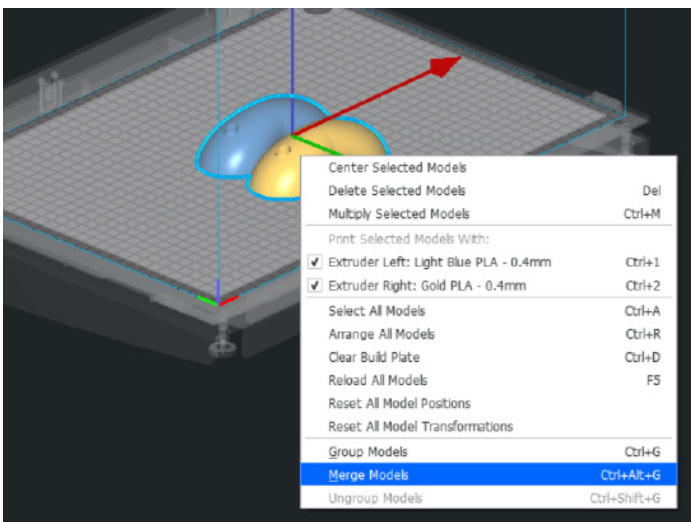 Center Selected Models
Delete Selected Models Del
Multiply Selected Models Ctrl+M
Print Selected Models With:
Extruder Left: Light Blue PLA - 0.4mm Ctrl+1
Extruder Right: Gold PLA - 0.4mm Ctrl+2
Select All Models Ctrl+A
Arrange All Models Ctrl+R
Clear Build Plate Ctrl+D
Reload All Models F5
Reset All Model Positions
Reset All Model Transformations
Group Models Ctrl+G
Merge Models Ctrl+Alt+G
Ungroup Models Ctrl+Shift+G